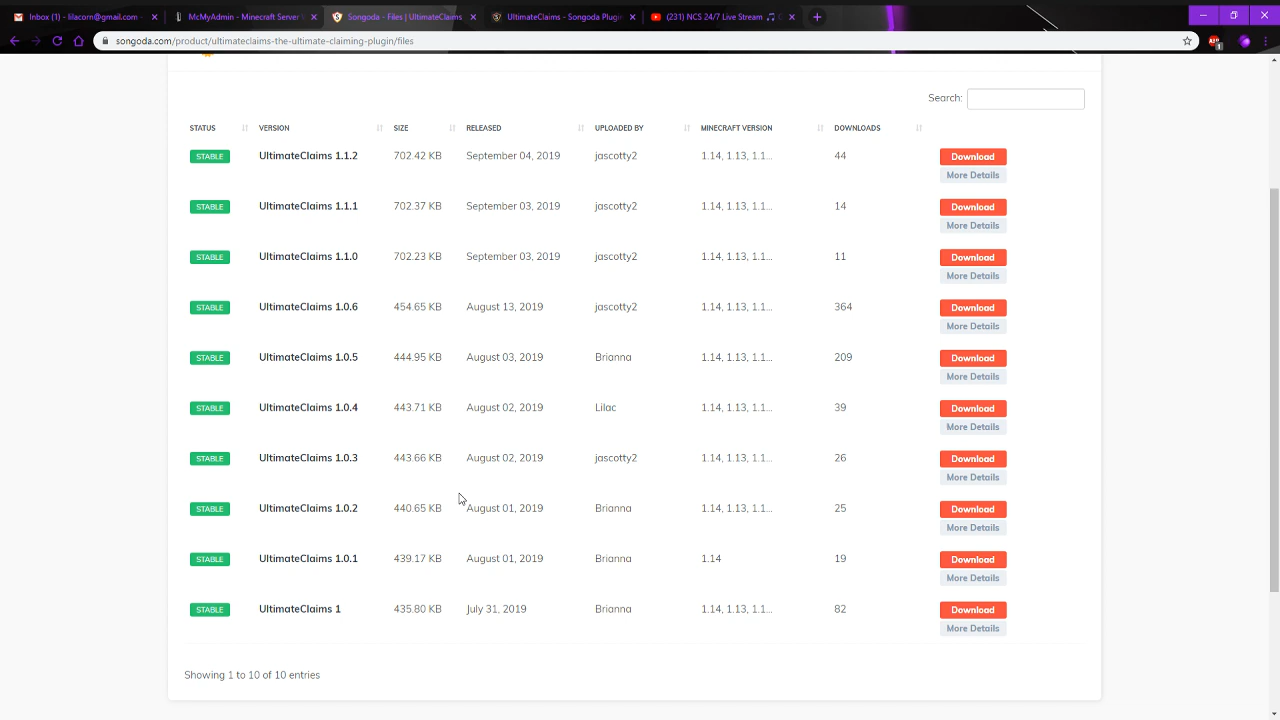 Inbox (1) - lilacorn@gmail.com -
McMyAdmin - Minecraft Server
Songoda - Files | UltimateClaims
UltimateClaims - Songoda Plugin
(231) NCS 24/7 Live Stream
songoda.com/product/ultimateclaims-the-ultimate-claiming-plugin/files
Search:
STATUS VERSION SIZE RELEASED UPLOADED BY MINECRAFT VERSION DOWNLOADS
STABLE UltimateClaims 1.1.2 702.42 KB September 04, 2019 jascotty2 1.14, 1.13, 1.1... 44 Download
More Details
STABLE UltimateClaims 1.1.1 702.37 KB September 03, 2019 jascotty2 1.14, 1.13, 1.1... 14 Download
More Details
STABLE UltimateClaims 1.1.0 702.23 KB September 03, 2019 jascotty2 1.14, 1.13, 1.1... 11 Download
More Details
STABLE UltimateClaims 1.0.6 454.65 KB August 13, 2019 jascotty2 1.14, 1.13, 1.1... 364 Download
More Details
STABLE UltimateClaims 1.0.5 444.95 KB August 03, 2019 Brianna 1.14, 1.13, 1.1... 209 Download
More Details
STABLE UltimateClaims 1.0.4 443.71 KB August 02, 2019 Lilac 1.14, 1.13, 1.1... 39 Download
More Details
STABLE UltimateClaims 1.0.3 443.66 KB August 02, 2019 jascotty2 1.14, 1.13, 1.1... 26 Download
More Details
STABLE UltimateClaims 1.0.2 440.65 KB August 01, 2019 Brianna 1.14, 1.13, 1.1... 25 Download
More Details
STABLE UltimateClaims 1.0.1 439.17 KB August 01, 2019 Brianna 1.14 19 Download
More Details
STABLE UltimateClaims 1 435.80 KB July 31, 2019 Brianna 1.14, 1.13, 1.1... 82 Download
More Details
Showing 1 to 10 of 10 entries